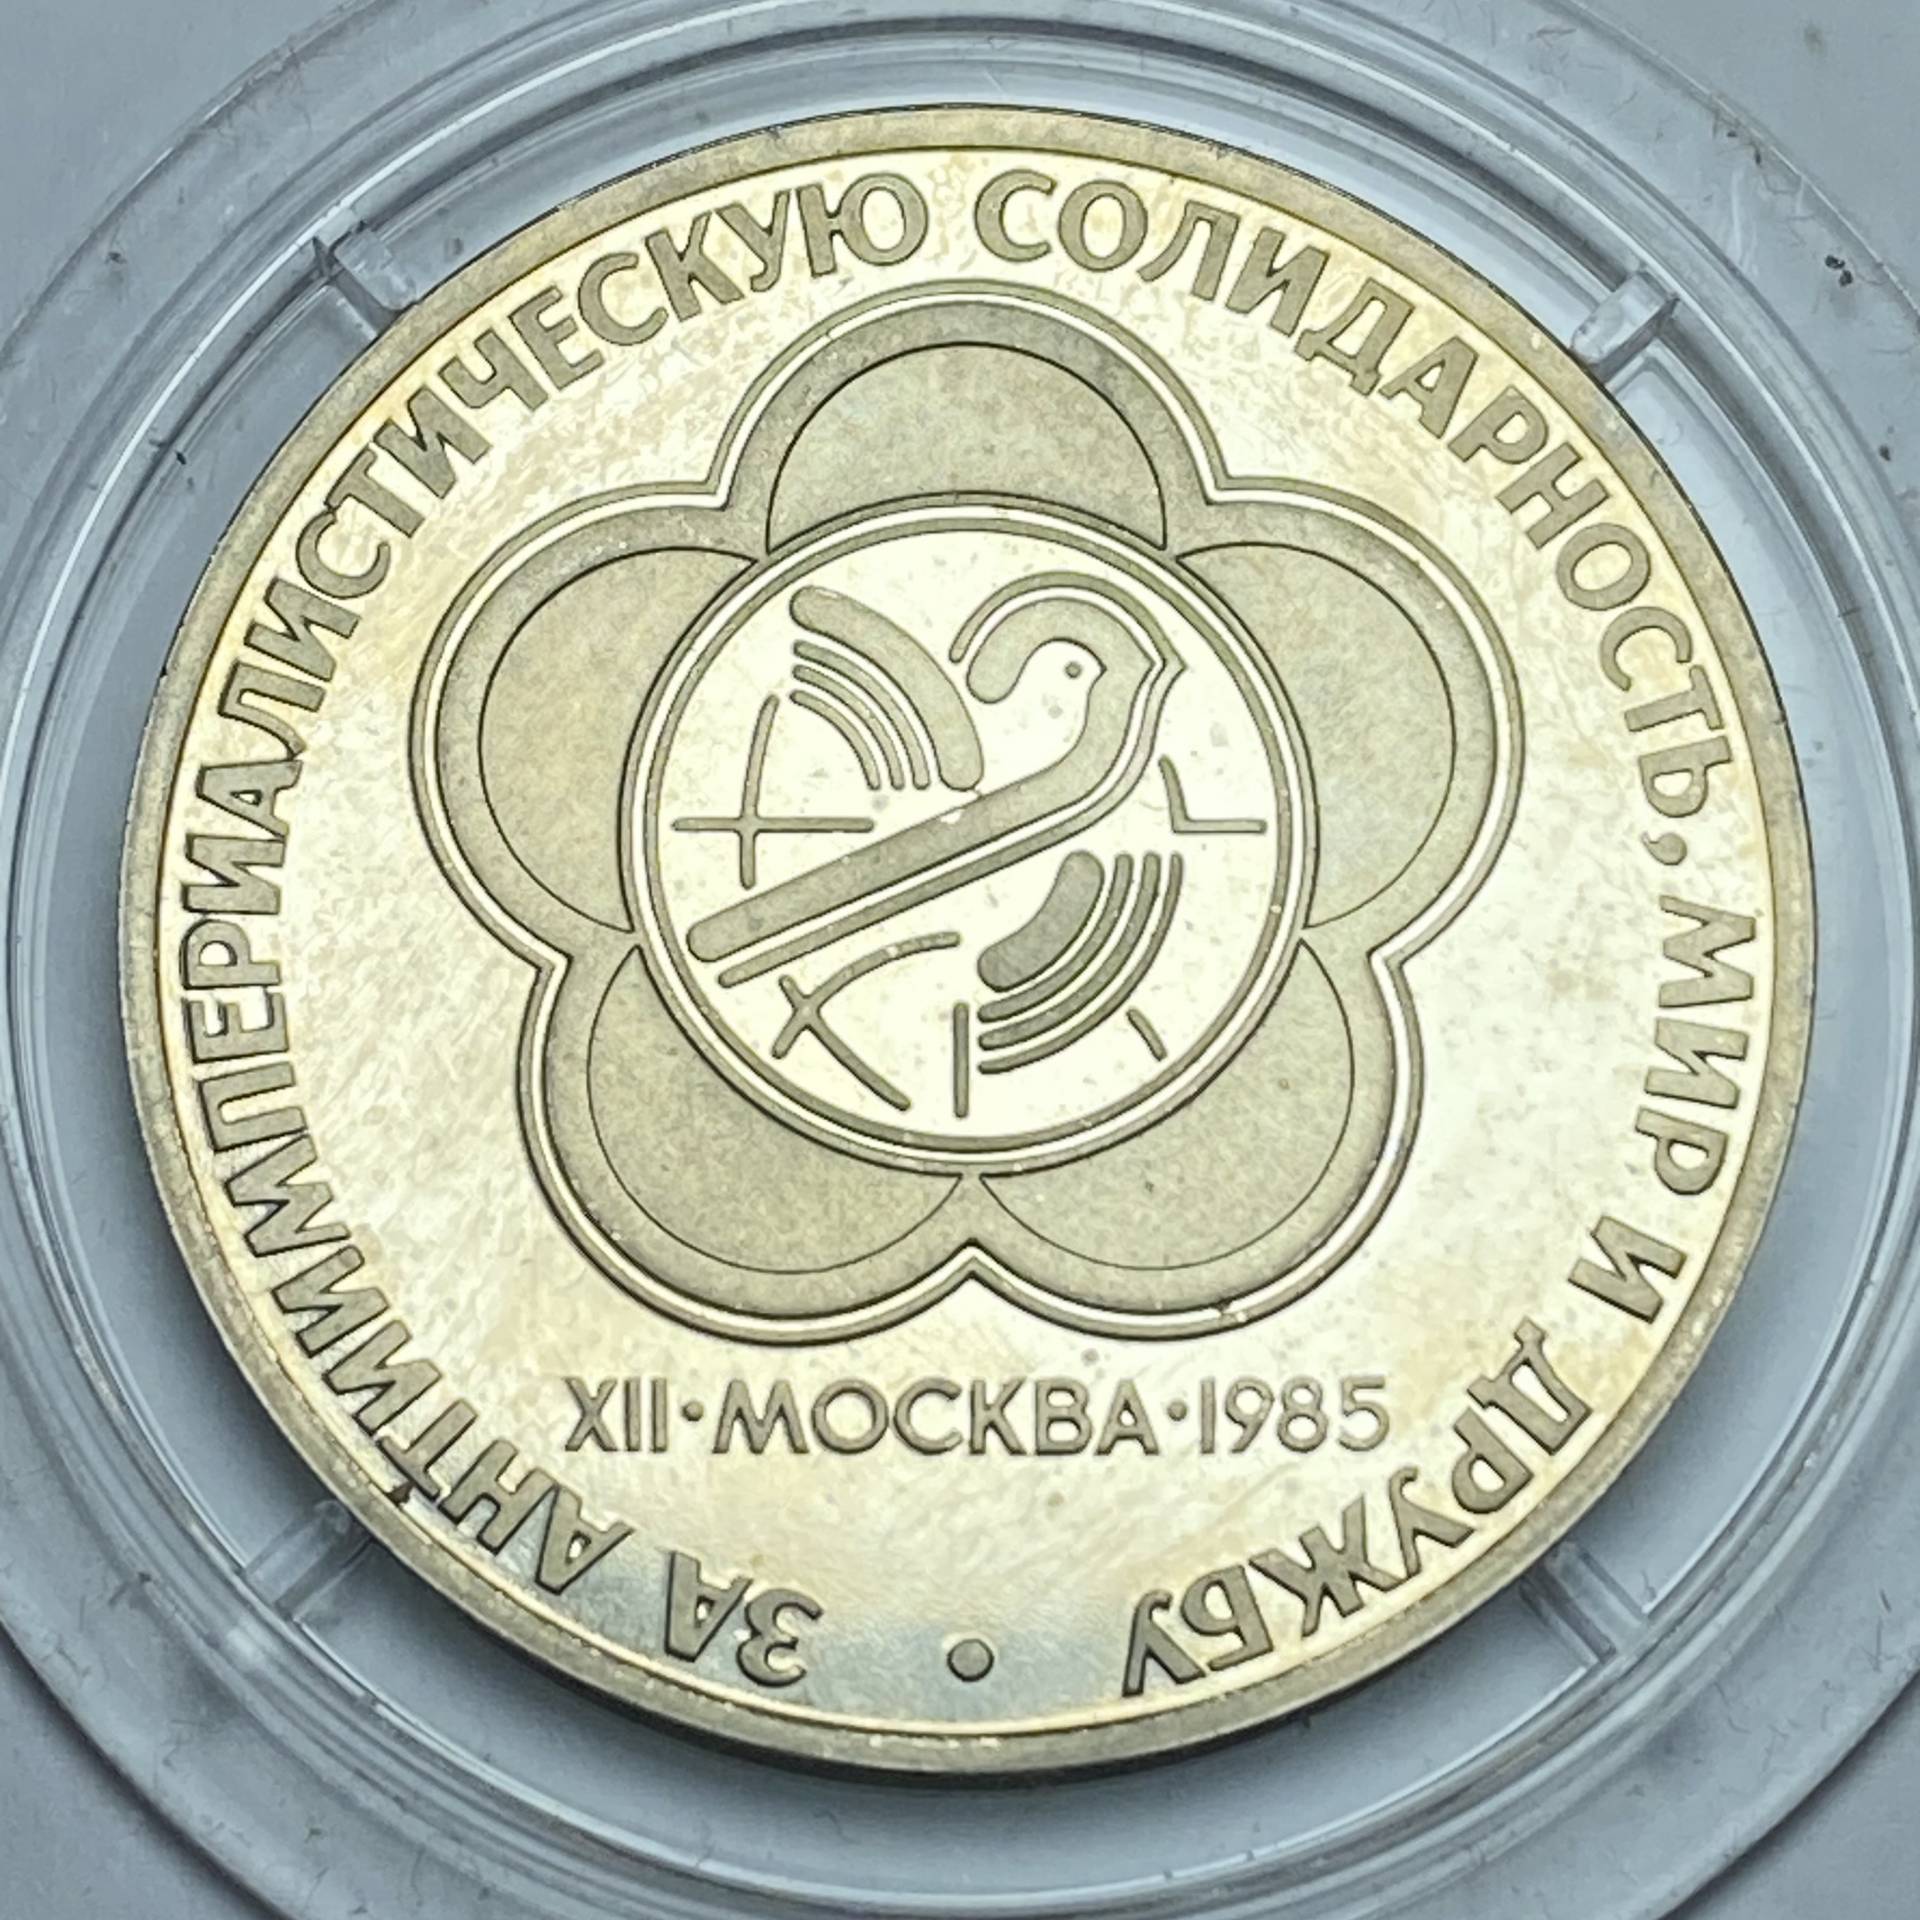 ЗА АНТИИМПЕРИАЛИСТИЧЕСКУЮ СОЛИДАРНОСТЬ, МИР И ДРУЖБУ •
XII·МОСКВА·1985